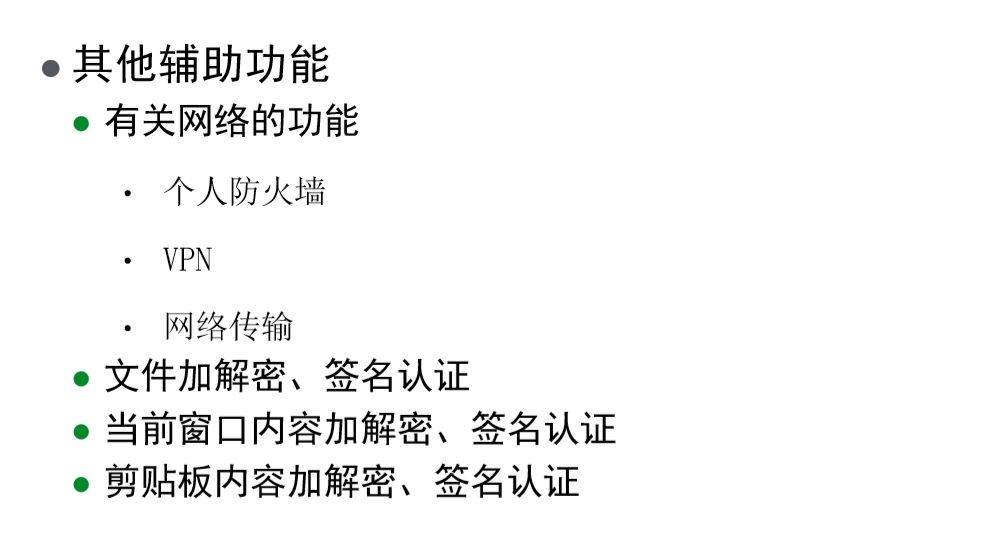 其他辅助功能
有关网络的功能
个人防火墙
VPN
网络传输
文件加解密、签名认证
当前窗口内容加解密、签名认证
剪贴板内容加解密、签名认证